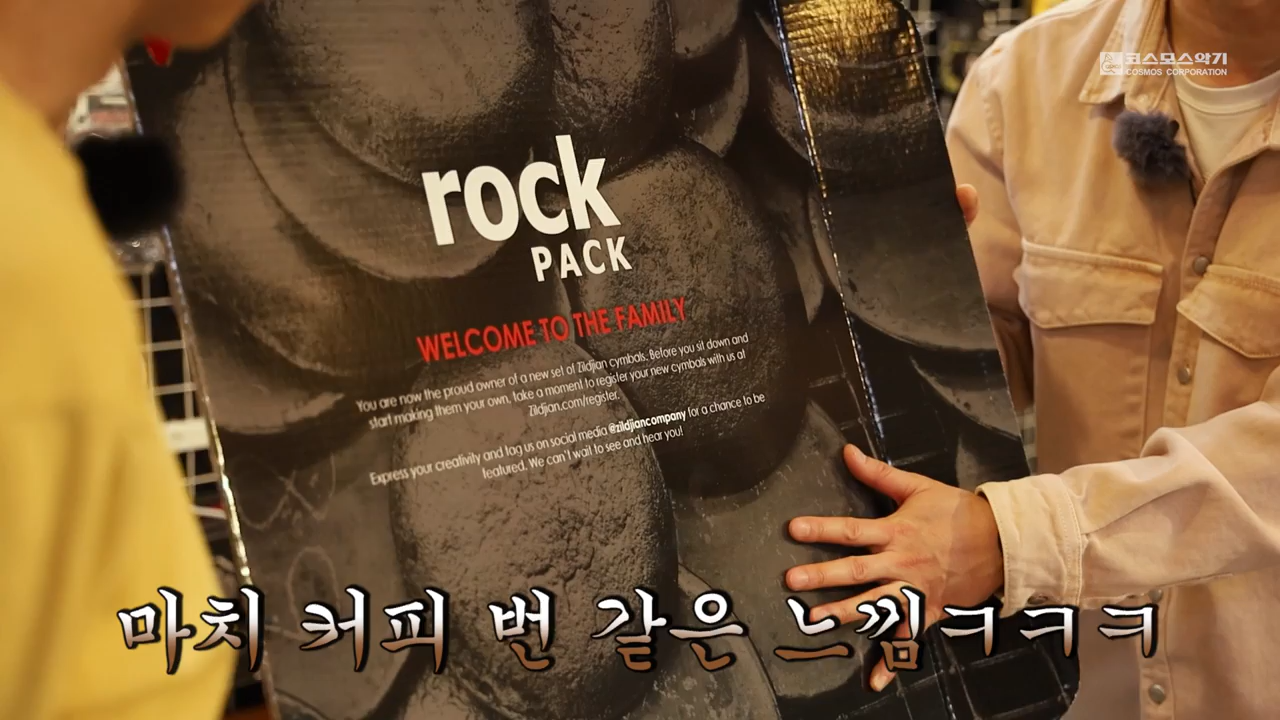 코스모스악기
COSMOS CORPORATION
rock
PACK
WELCOME TO THE FAMILY
You are now the proud owner of a new set of Zildjian cymbals. Before you sit down and
start making them your own, take a moment to register your new cymbals with us at
Zildjian.com/register.
Express your creativity and tag us on social media @zildjiancompany for a chance to be
featured. We can't wait to see and hear you!
마치 커피 번 같은 느낌ㅋㅋㅋ